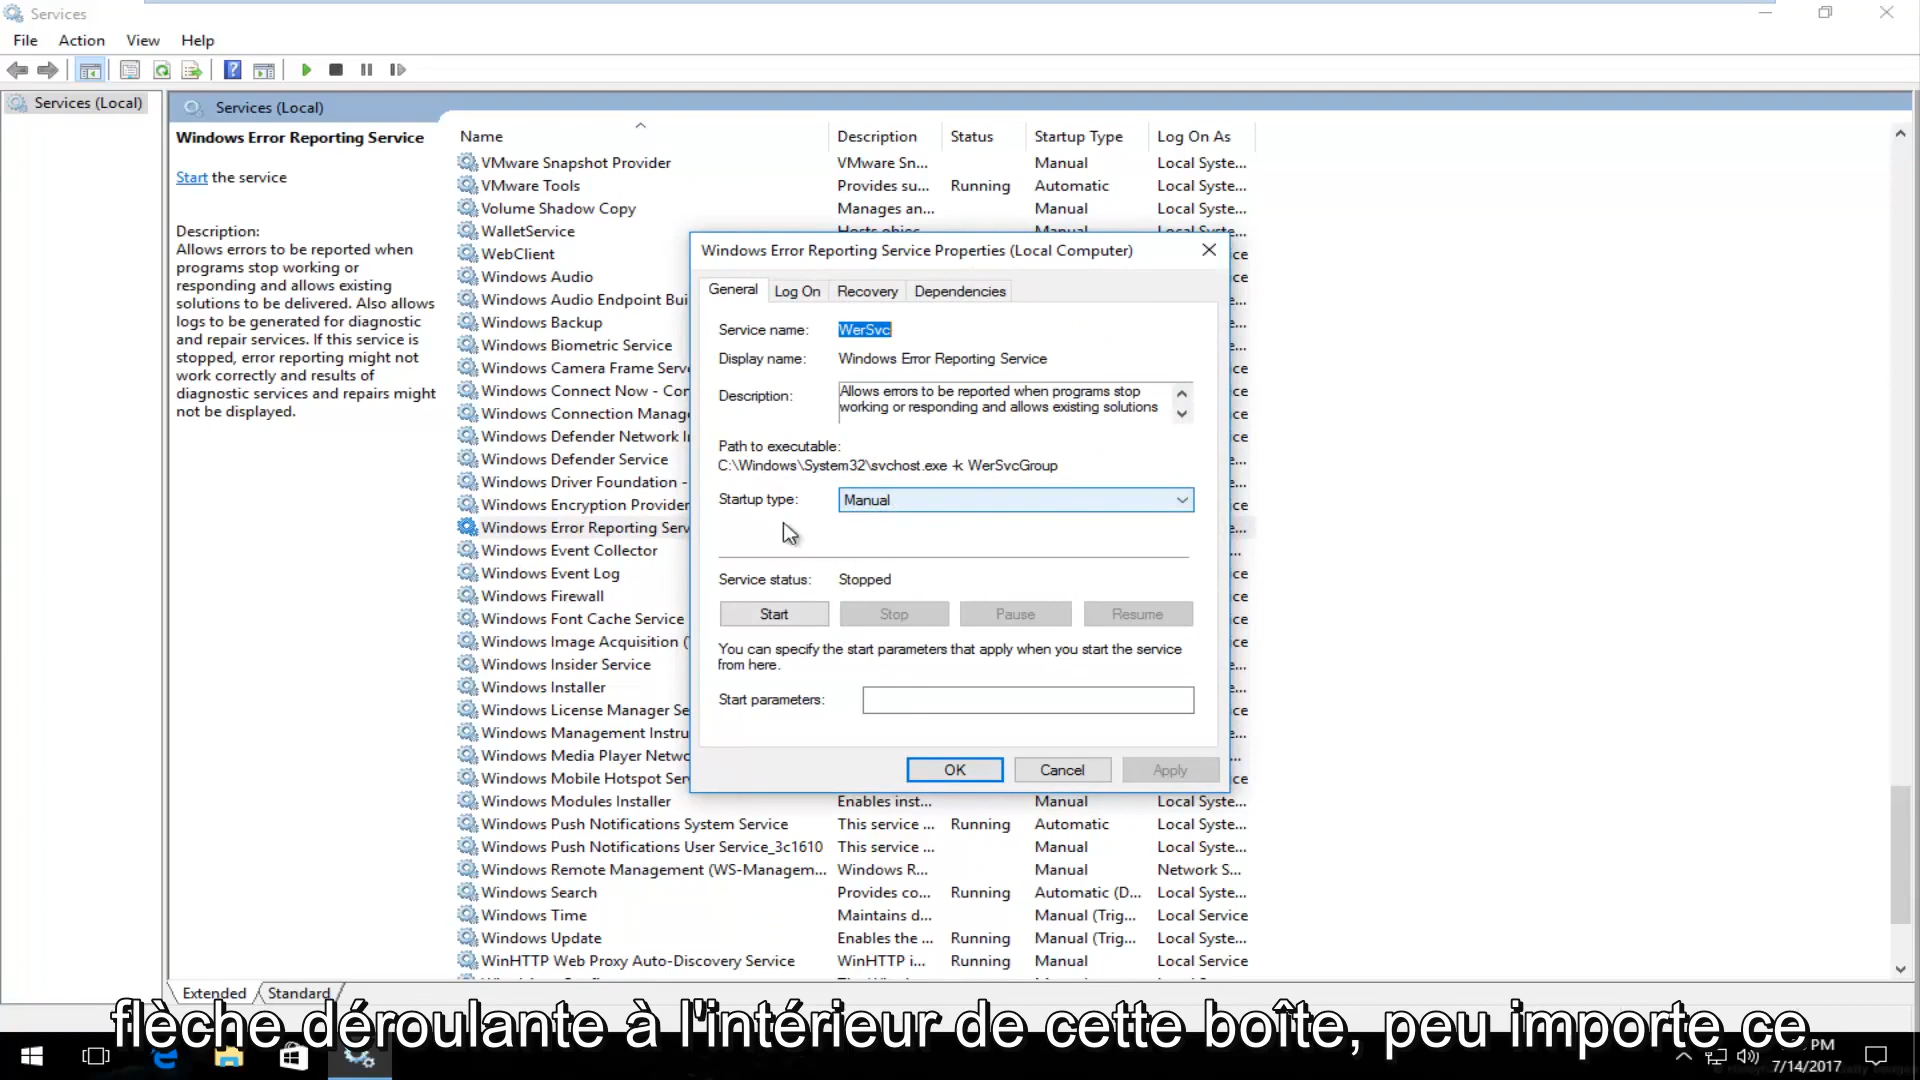 Services
File Action View Help
Services (Local)
Services (Local)
Windows Error Reporting Service
Start the service
Description:
Allows errors to be reported when
programs stop working or
responding and allows existing
solutions to be delivered. Also allows
logs to be generated for diagnostic
and repair services. If this service is
stopped, error reporting might not
work correctly and results of
diagnostic services and repairs might
not be displayed.
Name Description Status Startup Type Log On As
VMware Snapshot Provider VMware Sn... Manual Local Syste...
VMware Tools Provides su... Running Automatic Local Syste...
Volume Shadow Copy Manages an... Manual Local Syste...
WalletService
WebClient
Windows Audio
Windows Audio Endpoint Bui
Windows Backup
Windows Biometric Service
Windows Camera Frame Serv
Windows Connect Now - Con
Windows Connection Manag
Windows Defender Network I
Windows Defender Service
Windows Driver Foundation -
Windows Encryption Provider
Windows Error Reporting Serv
Windows Event Collector
Windows Event Log
Windows Firewall
Windows Font Cache Service
Windows Image Acquisition (
Windows Insider Service
Windows Installer
Windows License Manager Se
Windows Management Instru
Windows Media Player Netwo
Windows Mobile Hotspot Ser
Windows Modules Installer Enables inst... Manual Local Syste...
Windows Push Notifications System Service This service ... Running Automatic Local Syste...
Windows Push Notifications User Service_3c1610 This service ... Manual Local Syste...
Windows Remote Management (WS-Managem... Windows R... Manual Network S...
Windows Search Provides co... Running Automatic (D... Local Syste...
Windows Time Maintains d... Manual (Trig... Local Service
Windows Update Enables the ... Running Manual (Trig... Local Syste...
WinHTTP Web Proxy Auto-Discovery Service WinHTTP i... Running Manual Local Service
Windows Error Reporting Service Properties (Local Computer)
General Log On Recovery Dependencies
Service name: WerSvc
Display name: Windows Error Reporting Service
Description: Allows errors to be reported when programs stop
working or responding and allows existing solutions
Path to executable:
C:\Windows\System32\svchost.exe -k WerSvcGroup
Startup type: Manual
Service status: Stopped
Start Stop Pause Resume
You can specify the start parameters that apply when you start the service
from here.
Start parameters:
OK Cancel Apply
Extended Standard
flèche déroulante à l'intérieur de cette boîte, peu importe ce
PM
7/14/2017